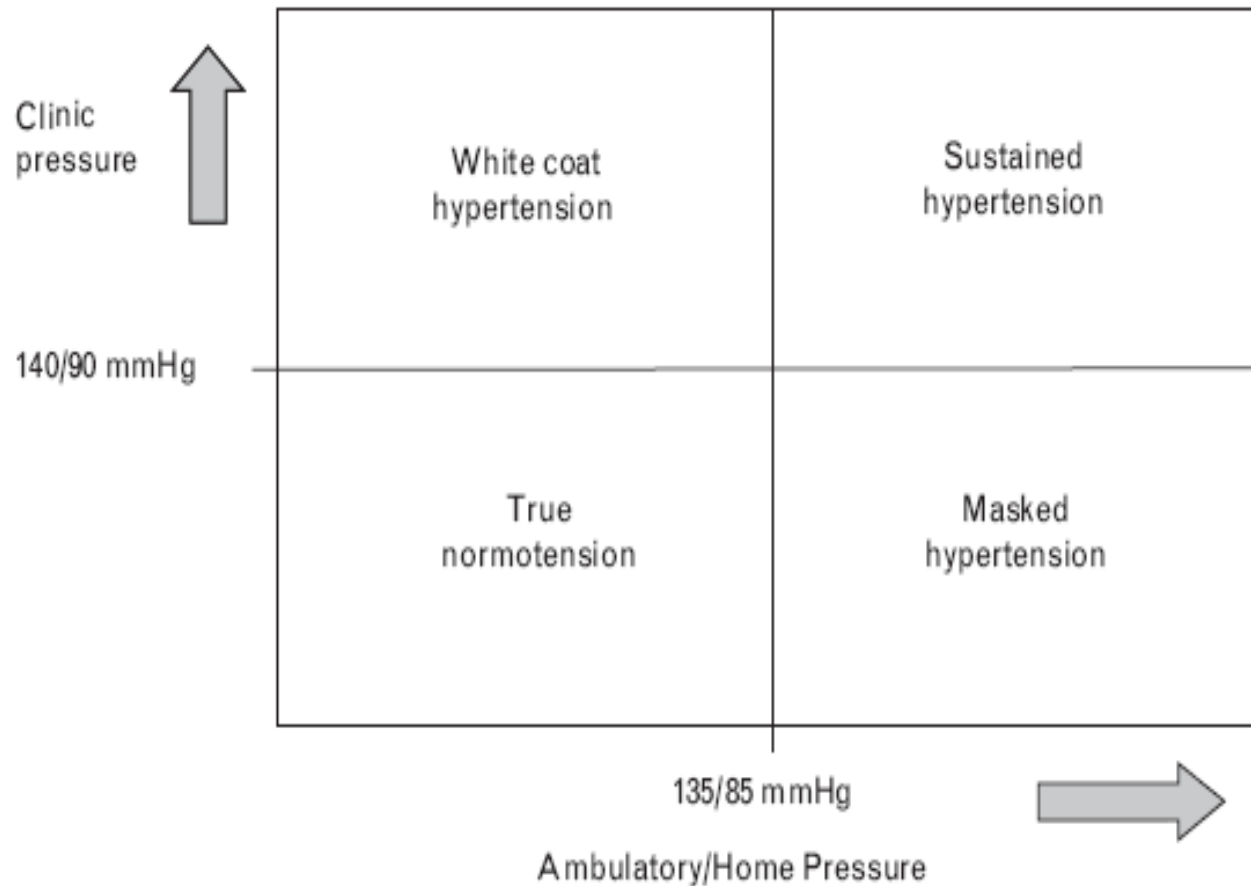 Clinic
pressure
White coat
hypertension
Sustained
hypertension
140/90 mmHg
True
normotension
Masked
hypertension
135/85 mmHg
Ambulatory/Home Pressure